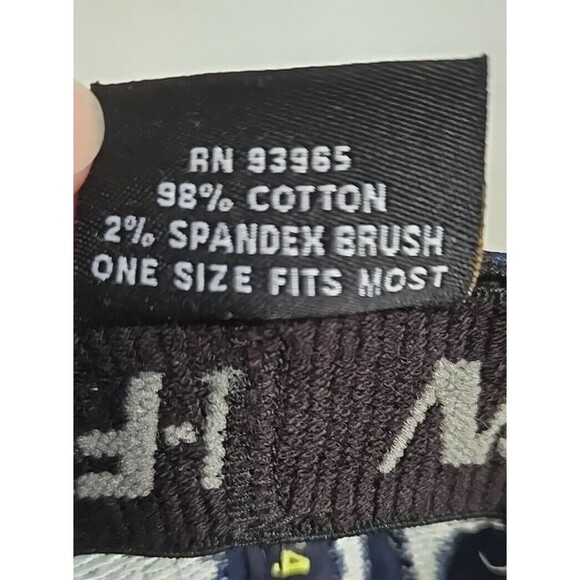 RN 93965
98% COTTON
2% SPANDEX BRUSH
ONE SIZE FITS MOST